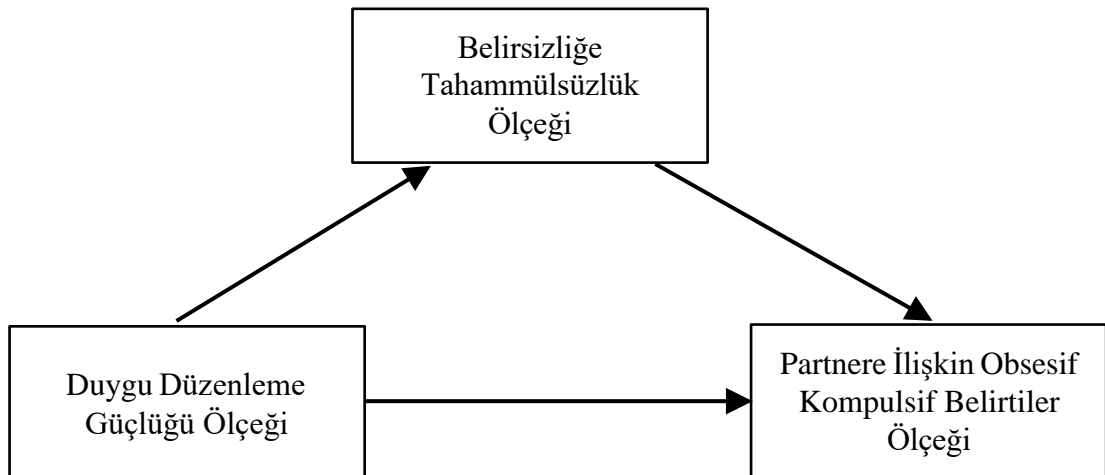 Belirsizliğe
Tahammülsüzlük
Ölçeği
Duygu Düzenleme
Güçlüğü Ölçeği
Partnere İlişkin Obsesif
Kompulsif Belirtiler
Ölçeği